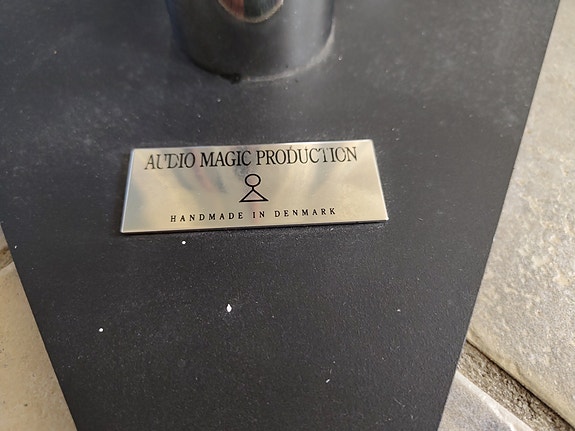 AUDIO MAGIC PRODUCTION
HANDMADE IN DENMARK